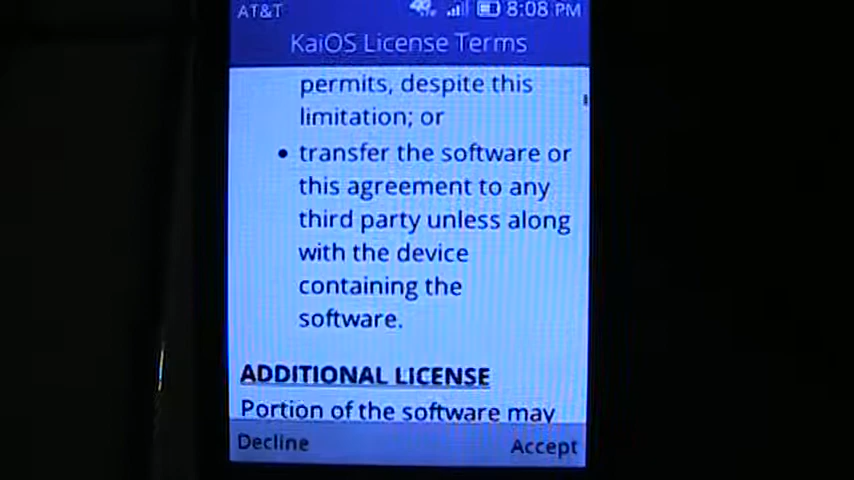 AT&T 8:08 PM
KaiOS License Terms
permits, despite this
limitation; or
• transfer the software or
this agreement to any
third party unless along
with the device
containing the
software.
ADDITIONAL LICENSE
Portion of the software may
Decline Accept